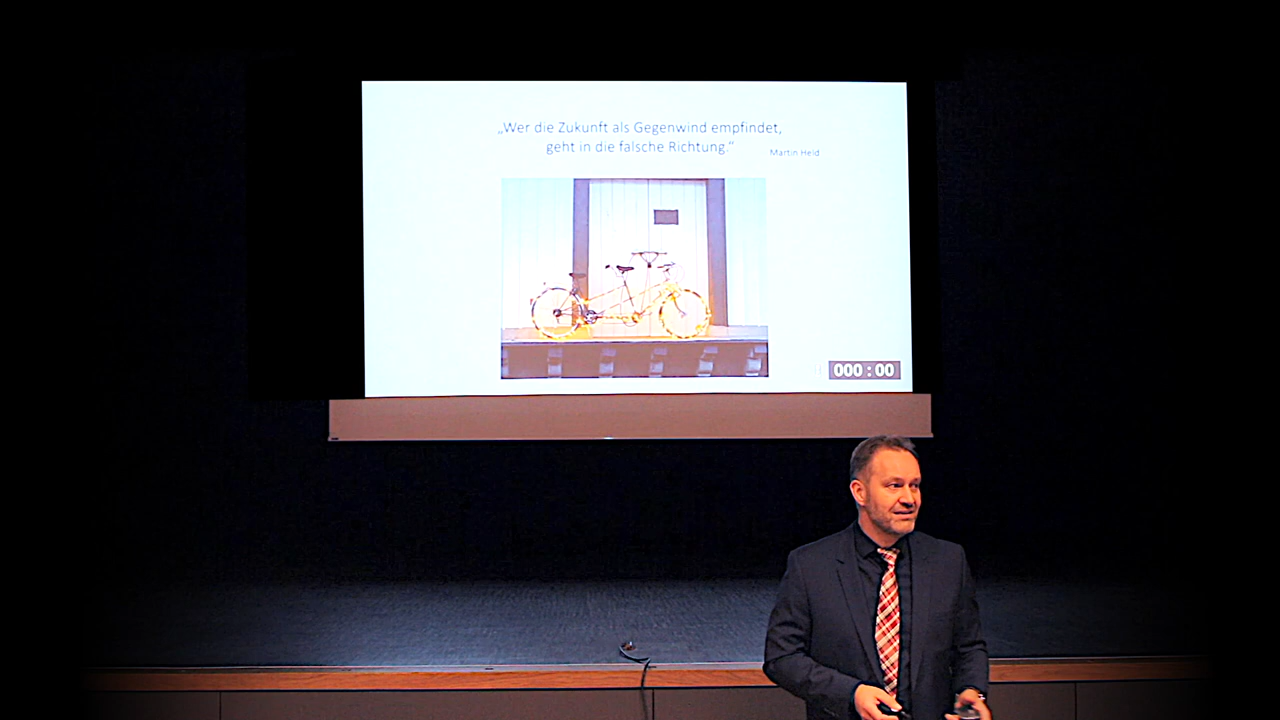 „Wer die Zukunft als Gegenwind empfindet,
geht in die falsche Richtung.“
Martin Held
000 : 00